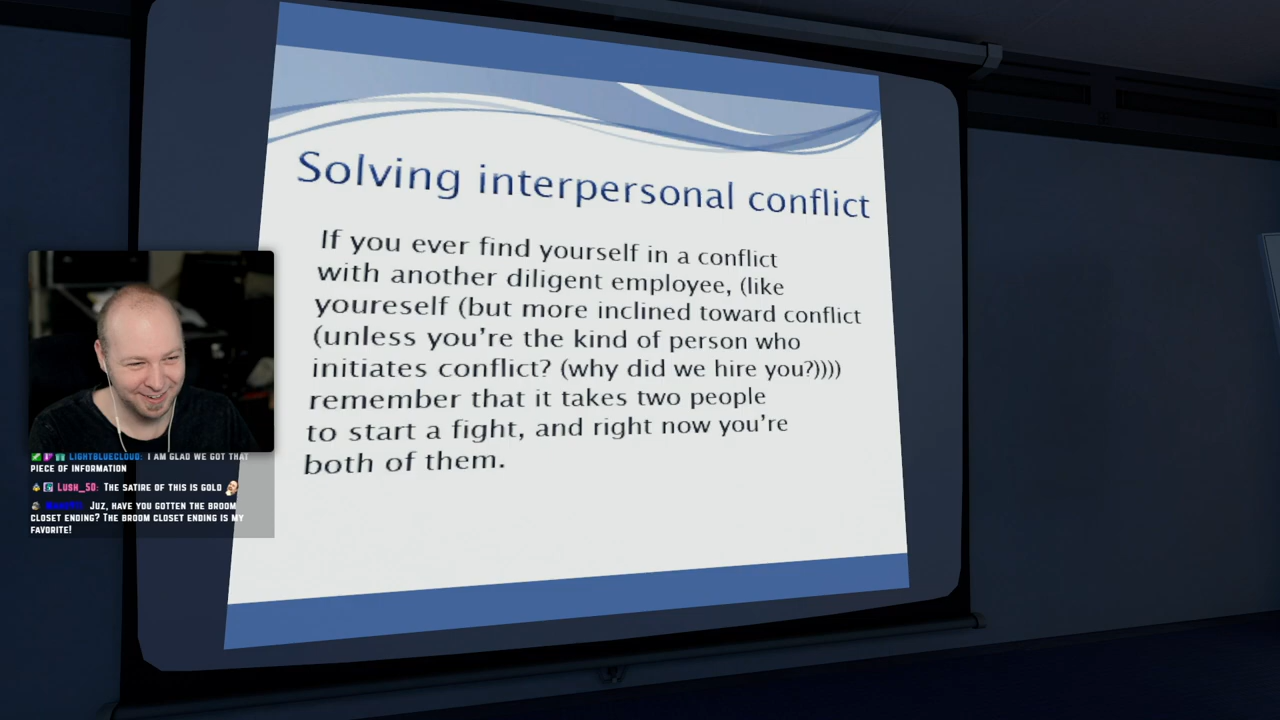 Solving interpersonal conflict
If you ever find yourself in a conflict
with another diligent employee, (like
youreself (but more inclined toward conflict
(unless you're the kind of person who
initiates conflict? (why did we hire you?))))
remember that it takes two people
to start a fight, and right now you're
both of them.
LIGHTBLUECLOUD: I AM GLAD WE GOT THAT
PIECE OF INFORMATION
LUSH_SO: THE SATIRE OF THIS IS GOLD
JUZ, HAVE YOU GOTTEN THE BROOM
CLOSET ENDING? THE BROOM CLOSET ENDING IS MY
FAVORITE!